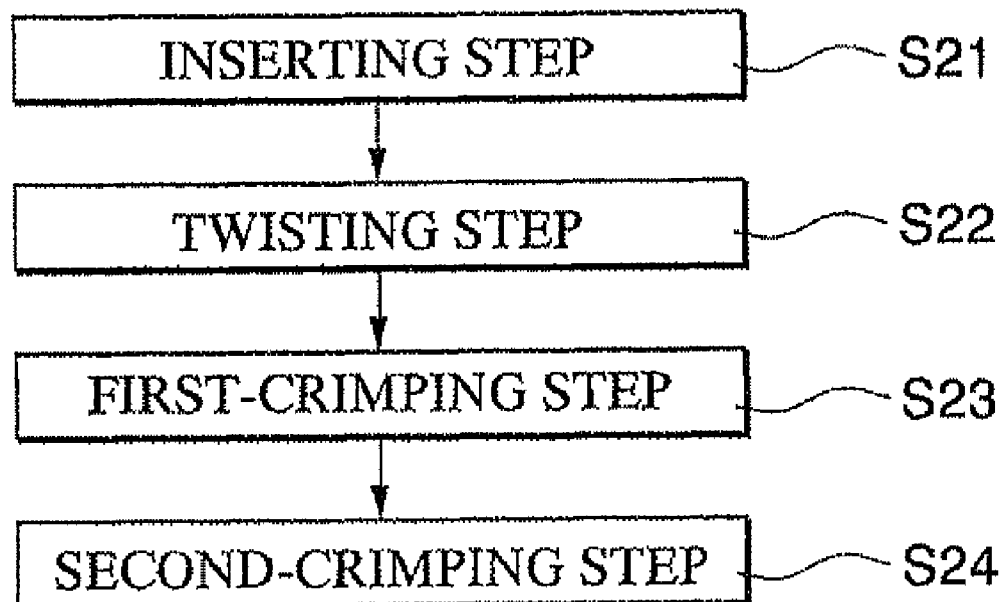 INSERTING STEP S21
TWISTING STEP S22
FIRST-CRIMPING STEP S23
SECOND-CRIMPING STEP S24